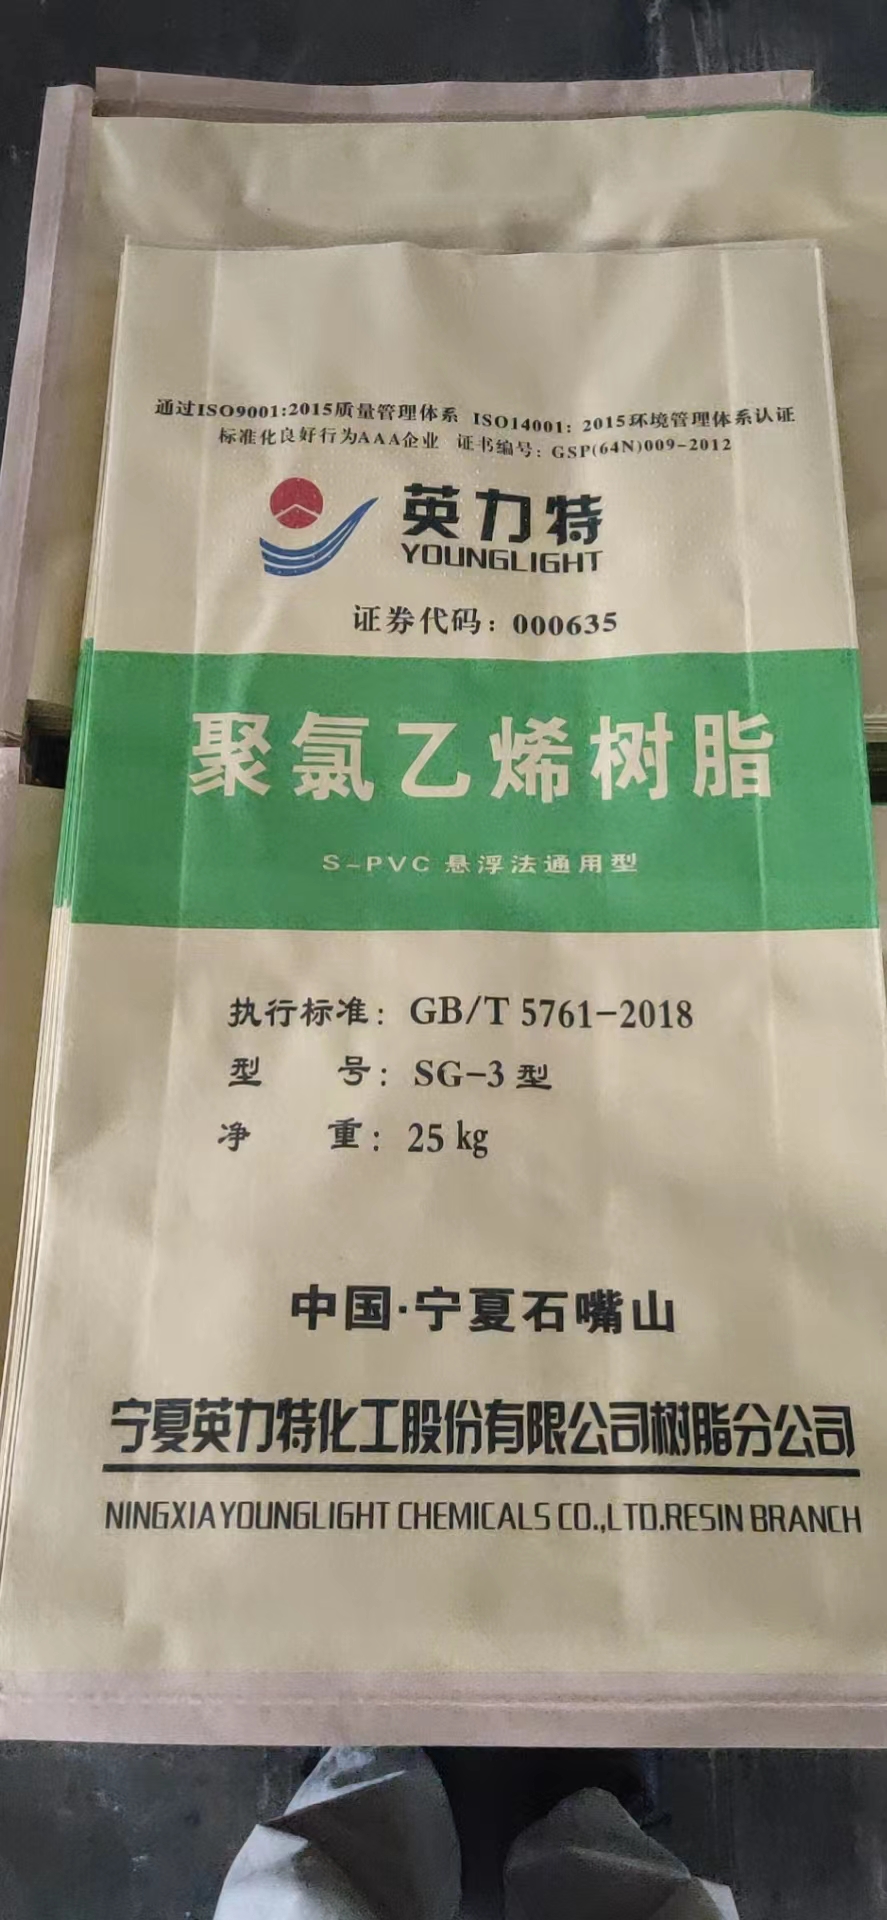 通过ISO9001:2015质量管理体系 ISO14001: 2015环境管理体系认证
标准化良好行为AAA企业 证书编号: GSP(64N)009-2012
英力特
YOUNGLIGHT
证券代码: 000635
聚氯乙烯树脂
S-PVC 悬浮法通用型
执行标准: GB/T 5761-2018
型 号: SG-3 型
净 重: 25 kg
中国·宁夏石嘴山
宁夏英力特化工股份有限公司树脂分公司
NINGXIA YOUNGLIGHT CHEMICALS CO.,LTD.RESIN BRANCH